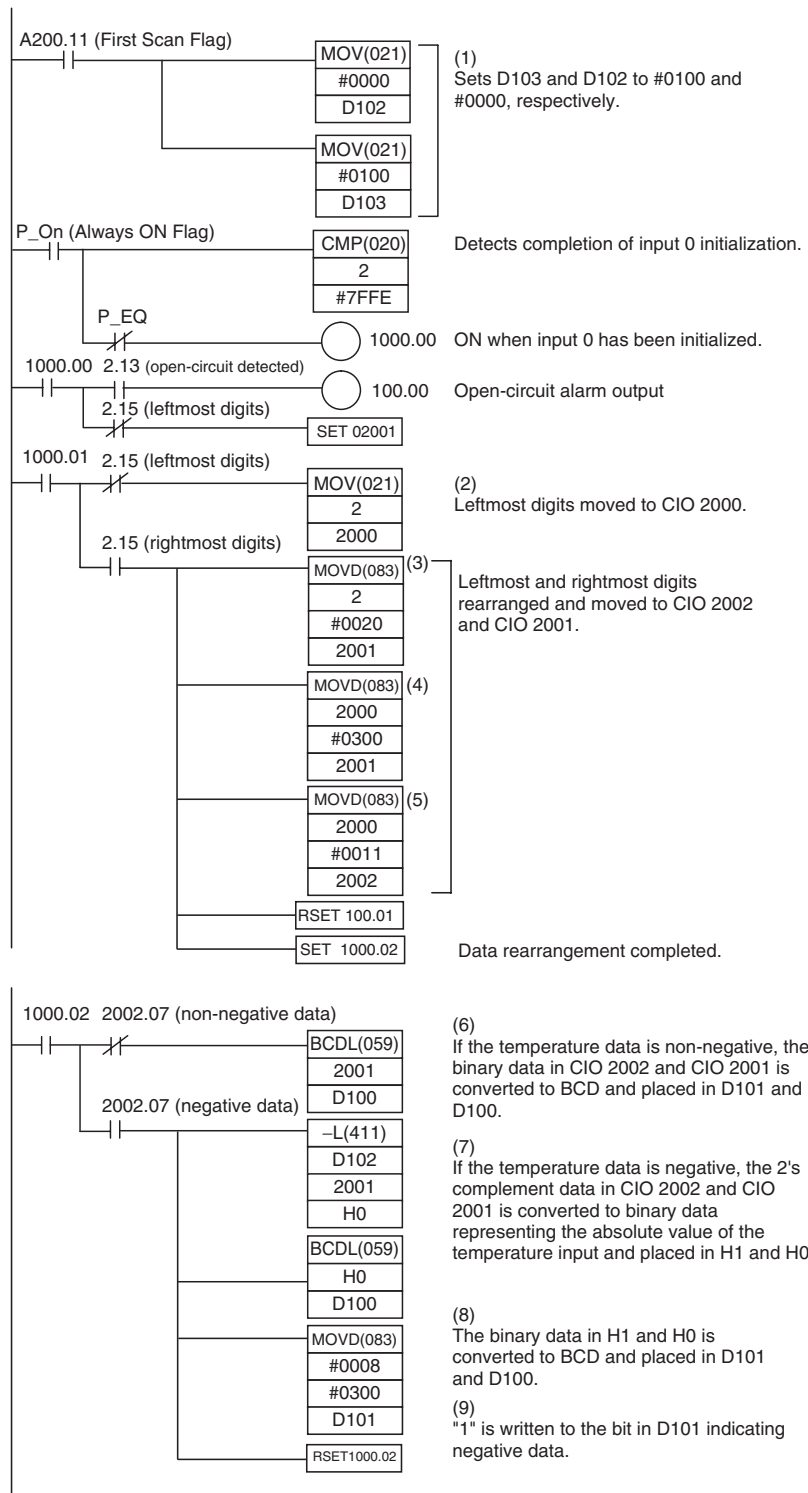 A200.11 (First Scan Flag)
MOV(021)
#0000
D102
(1)
Sets D103 and D102 to #0100 and
#0000, respectively.
MOV(021)
#0100
D103
P_On (Always ON Flag)
CMP(020)
2
#7FFE
Detects completion of input 0 initialization.
P_EQ
1000.00 ON when input 0 has been initialized.
1000.00 2.13 (open-circuit detected)
100.00 Open-circuit alarm output
2.15 (leftmost digits)
SET 02001
1000.01 2.15 (leftmost digits)
MOV(021)
2
2000
(2)
Leftmost digits moved to CIO 2000.
2.15 (rightmost digits)
MOVD(083) (3)
2
#0020
2001
Leftmost and rightmost digits
rearranged and moved to CIO 2002
and CIO 2001.
MOVD(083) (4)
2000
#0300
2001
MOVD(083) (5)
2000
#0011
2002
RSET 100.01
SET 1000.02 Data rearrangement completed.
1000.02 2002.07 (non-negative data)
BCDL(059)
2001
D100
(6)
If the temperature data is non-negative, the
binary data in CIO 2002 and CIO 2001 is
converted to BCD and placed in D101 and
D100.
2002.07 (negative data)
−L(411)
D102
2001
H0
(7)
If the temperature data is negative, the 2's
complement data in CIO 2002 and CIO
2001 is converted to binary data
representing the absolute value of the
temperature input and placed in H1 and H0
BCDL(059)
H0
D100
(8)
The binary data in H1 and H0 is
converted to BCD and placed in D101
and D100.
MOVD(083)
#0008
#0300
D101
(9)
"1" is written to the bit in D101 indicating
negative data.
RSET1000.02